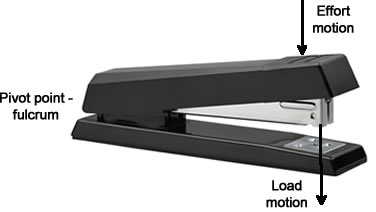 Effort
motion
Pivot point -
fulcrum
Load
motion